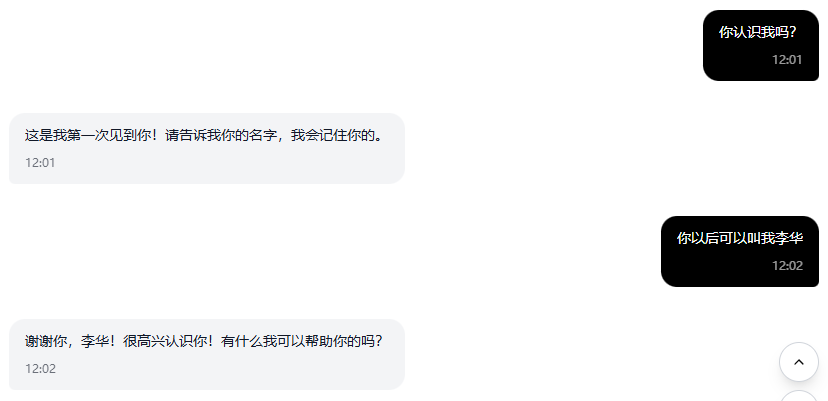 你认识我吗?
12:01
这是我第一次见到你！请告诉我你的名字，我会记住你的。
12:01
你以后可以叫我李华
12:02
谢谢你，李华！很高兴认识你！有什么我可以帮助你的吗？
12:02